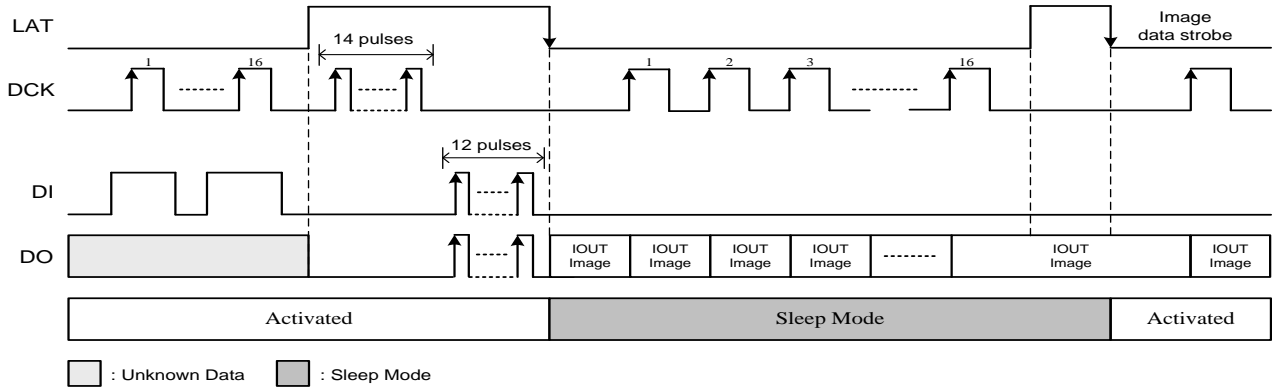 LAT
Image
data strobe
14 pulses
DCK
1
16
1
2
3
16
12 pulses
DI
DO
IOUT
Image
IOUT
Image
IOUT
Image
IOUT
Image
IOUT
Image
IOUT
Image
Activated
Sleep Mode
Activated
: Unknown Data
: Sleep Mode